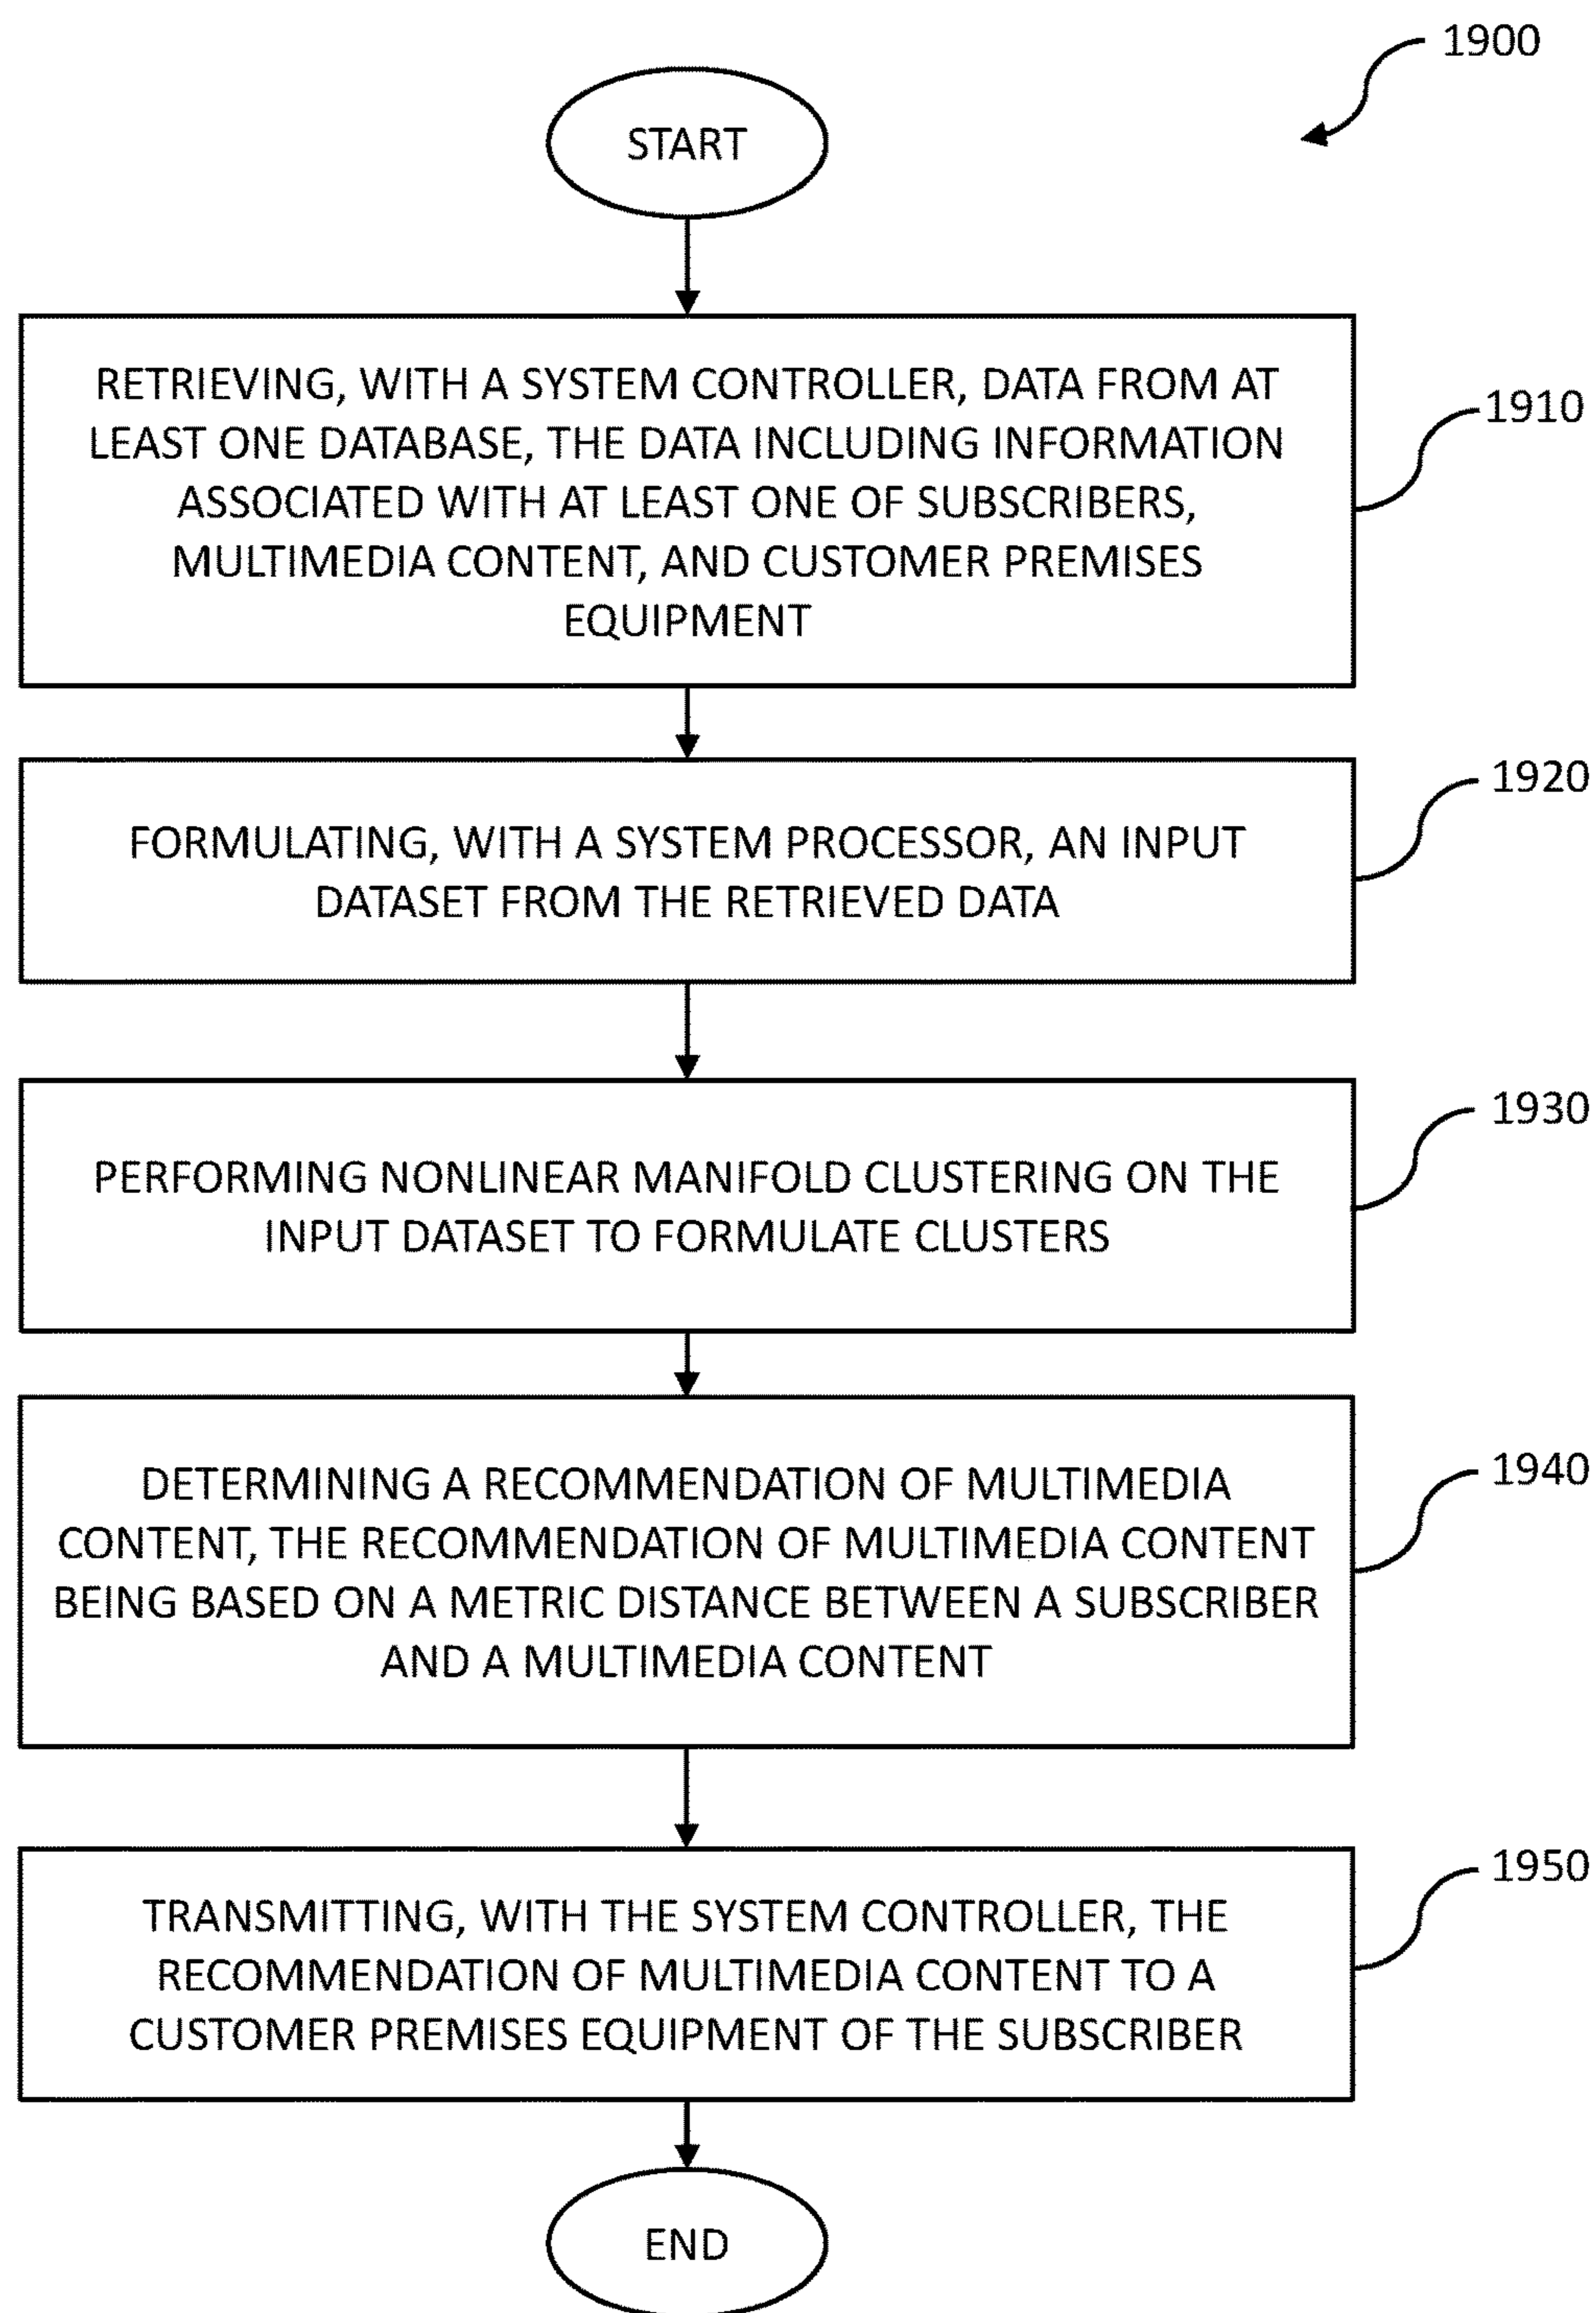 1900
START
RETRIEVING, WITH A SYSTEM CONTROLLER, DATA FROM AT
LEAST ONE DATABASE, THE DATA INCLUDING INFORMATION
ASSOCIATED WITH AT LEAST ONE OF SUBSCRIBERS,
MULTIMEDIA CONTENT, AND CUSTOMER PREMISES
EQUIPMENT
1910
FORMULATING, WITH A SYSTEM PROCESSOR, AN INPUT
DATASET FROM THE RETRIEVED DATA
1920
PERFORMING NONLINEAR MANIFOLD CLUSTERING ON THE
INPUT DATASET TO FORMULATE CLUSTERS
1930
DETERMINING A RECOMMENDATION OF MULTIMEDIA
CONTENT, THE RECOMMENDATION OF MULTIMEDIA CONTENT
BEING BASED ON A METRIC DISTANCE BETWEEN A SUBSCRIBER
AND A MULTIMEDIA CONTENT
1940
TRANSMITTING, WITH THE SYSTEM CONTROLLER, THE
RECOMMENDATION OF MULTIMEDIA CONTENT TO A
CUSTOMER PREMISES EQUIPMENT OF THE SUBSCRIBER
1950
END